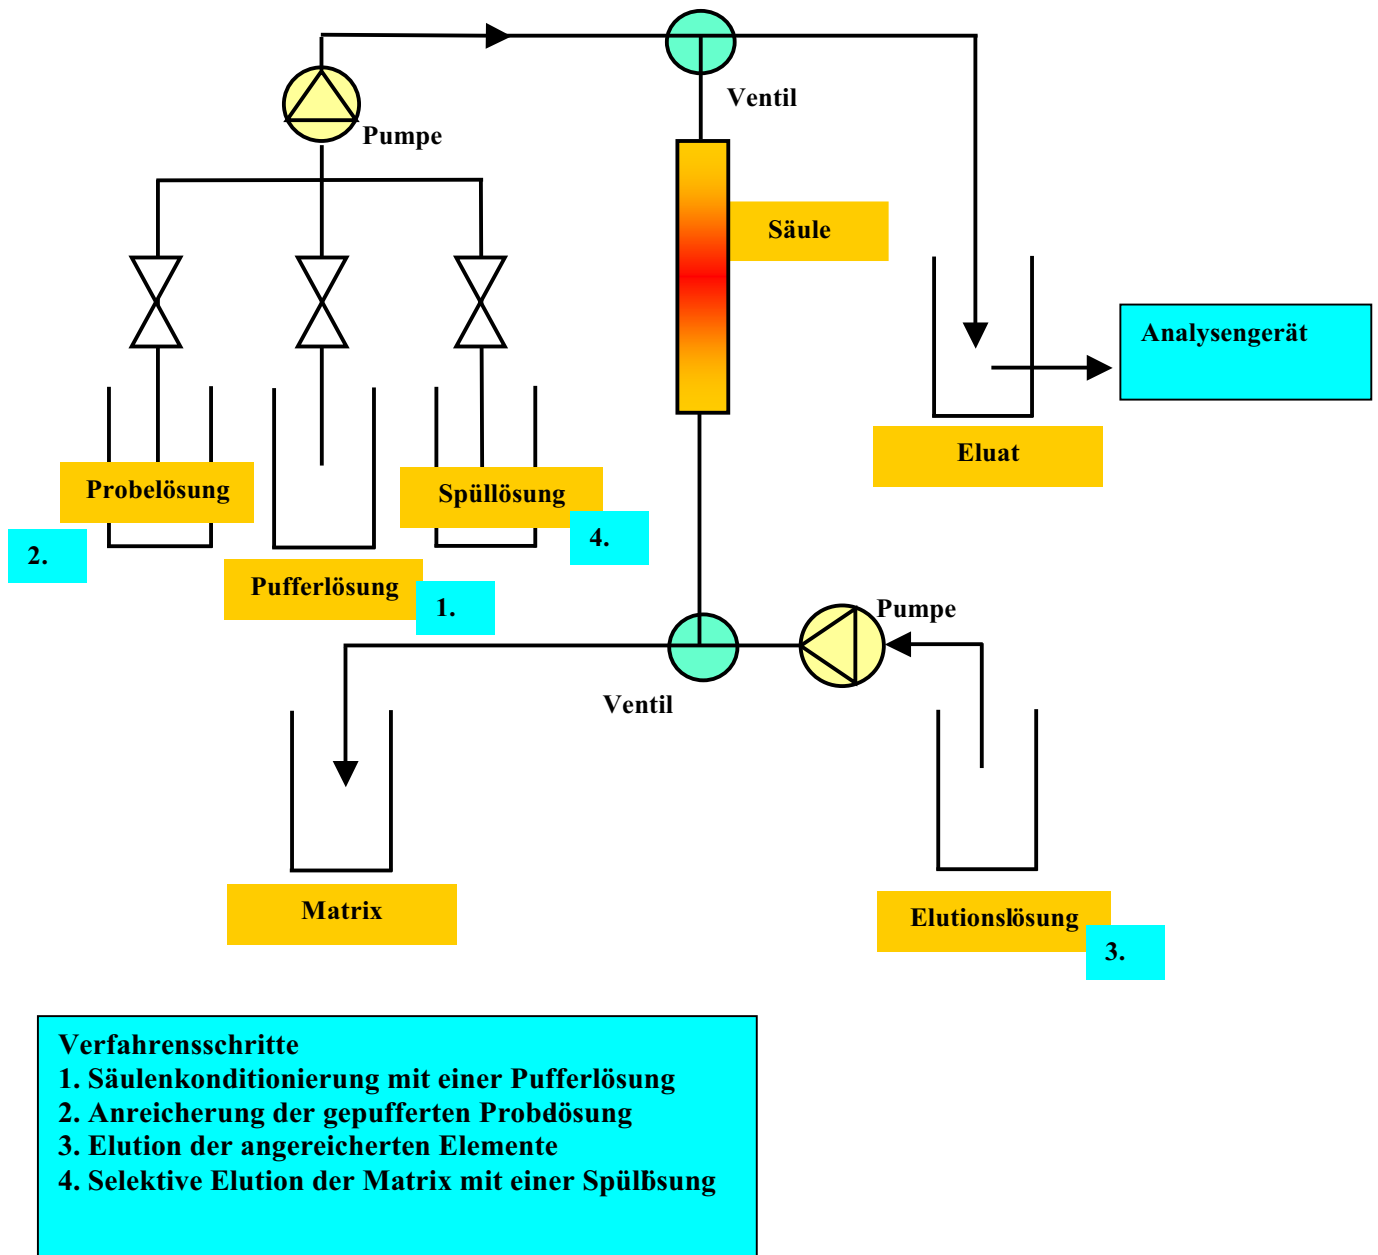 Ventil
Pumpe
Säule
Analysengerät
Eluat
Probelösung
Spüllösung
2.
4.
Pufferlösung
1.
Pumpe
Ventil
Matrix
Elutionslösung
3.
Verfahrensschritte
1. Säulenkonditionierung mit einer Pufferlösung
2. Anreicherung der gepufferten Probelösung
3. Elution der angereicherten Elemente
4. Selektive Elution der Matrix mit einer Spüllösung